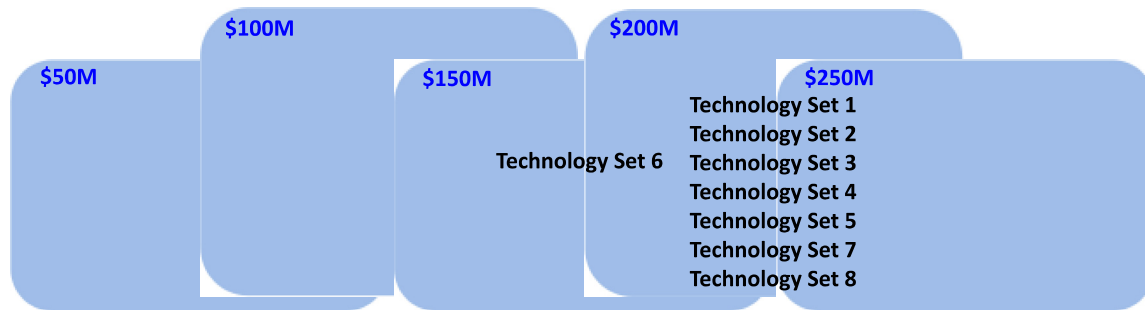 $50M
$100M
$150M
$200M
$250M
Technology Set 6
Technology Set 1
Technology Set 2
Technology Set 3
Technology Set 4
Technology Set 5
Technology Set 7
Technology Set 8